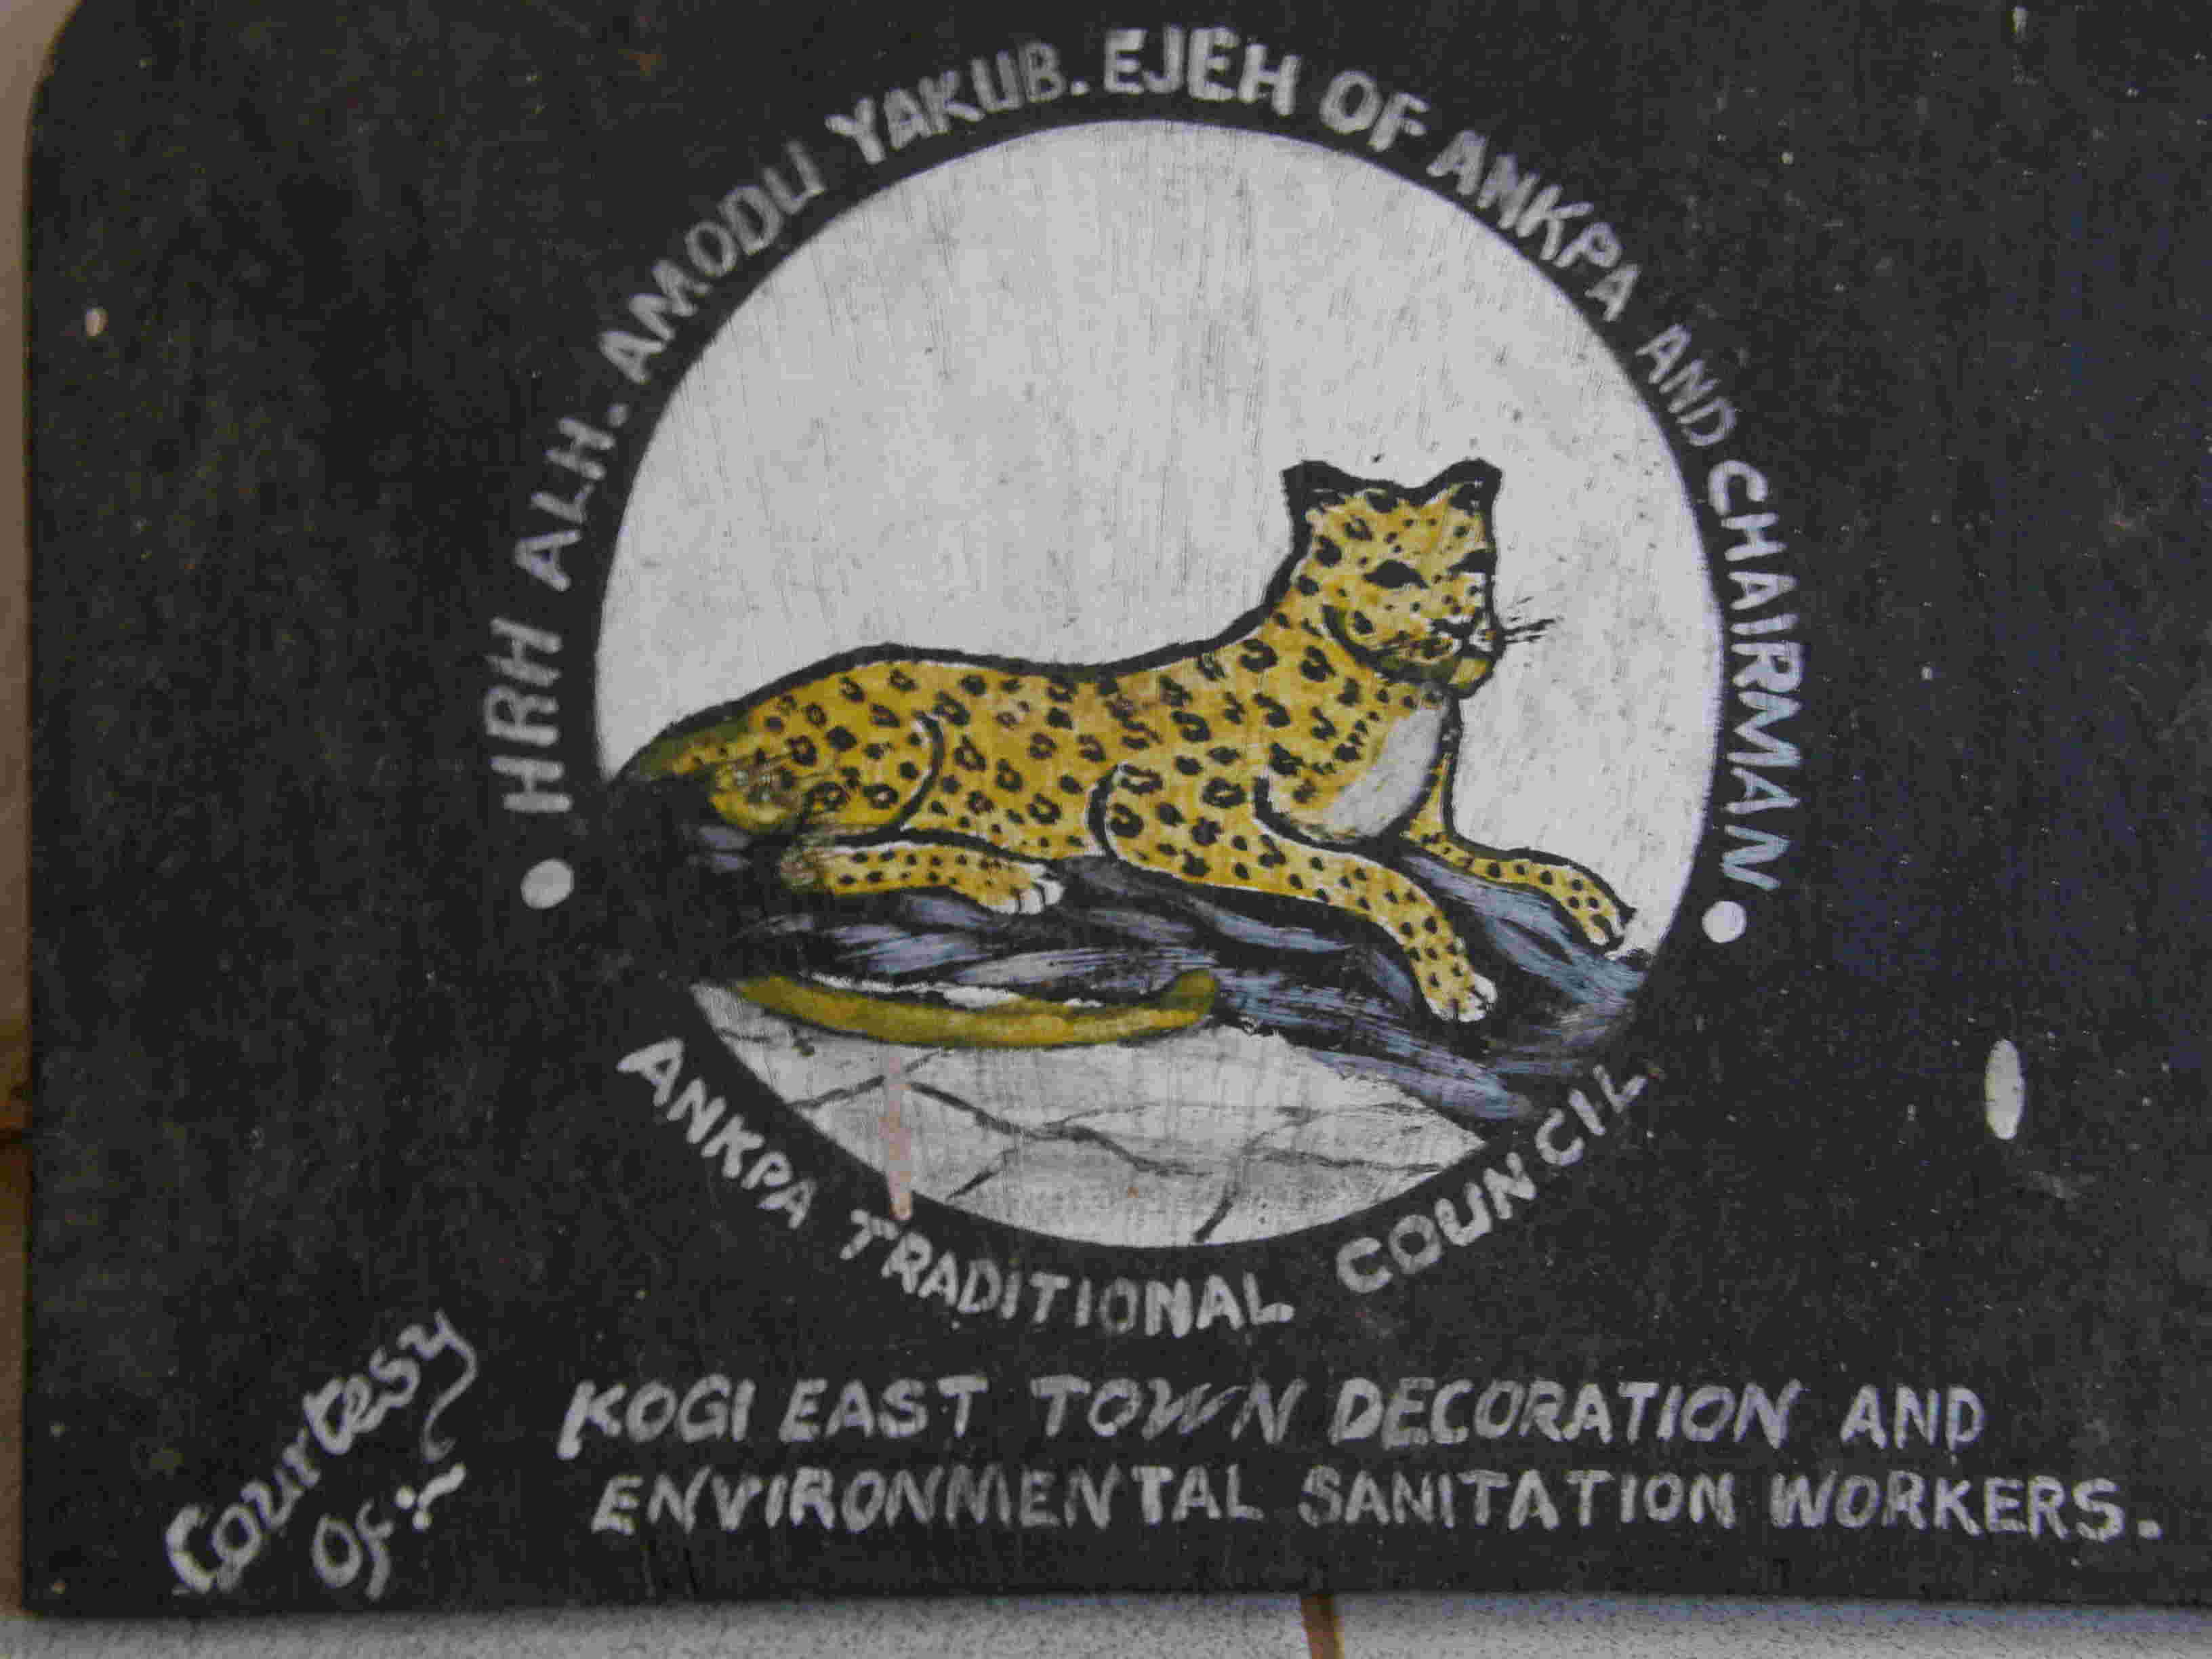 HRH ALH. AMODU YAKUB. EJEH OF ANKPA AND CHAIRMAN
ANKPA TRADITIONAL COUNCIL
Courtesy
Of:
KOGI EAST TOWN DECORATION AND
ENVIRONMENTAL SANITATION WORKERS.